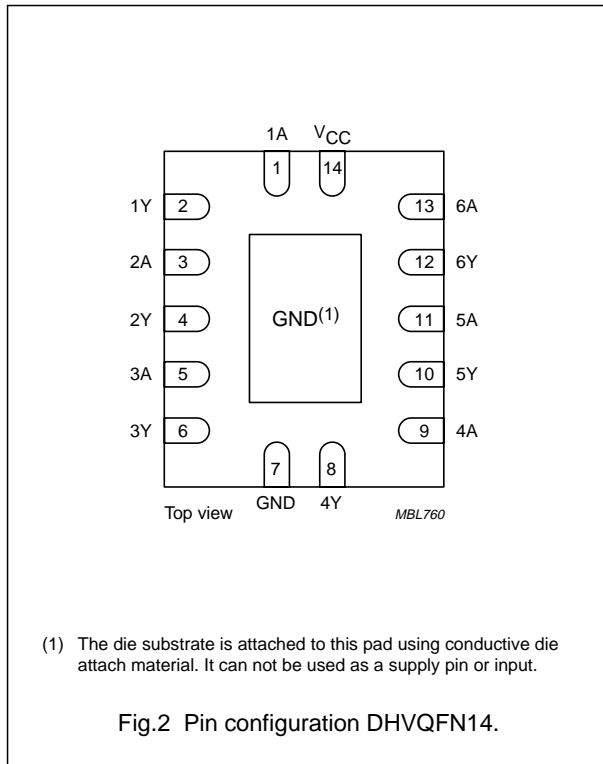 1A VCC
1 14
1Y 2 13 6A
2A 3 12 6Y
GND(1)
2Y 4 11 5A
3A 5 10 5Y
3Y 6 9 4A
7 8
Top view GND 4Y MBL760
(1) The die substrate is attached to this pad using conductive die
attach material. It can not be used as a supply pin or input.
Fig.2 Pin configuration DHVQFN14.